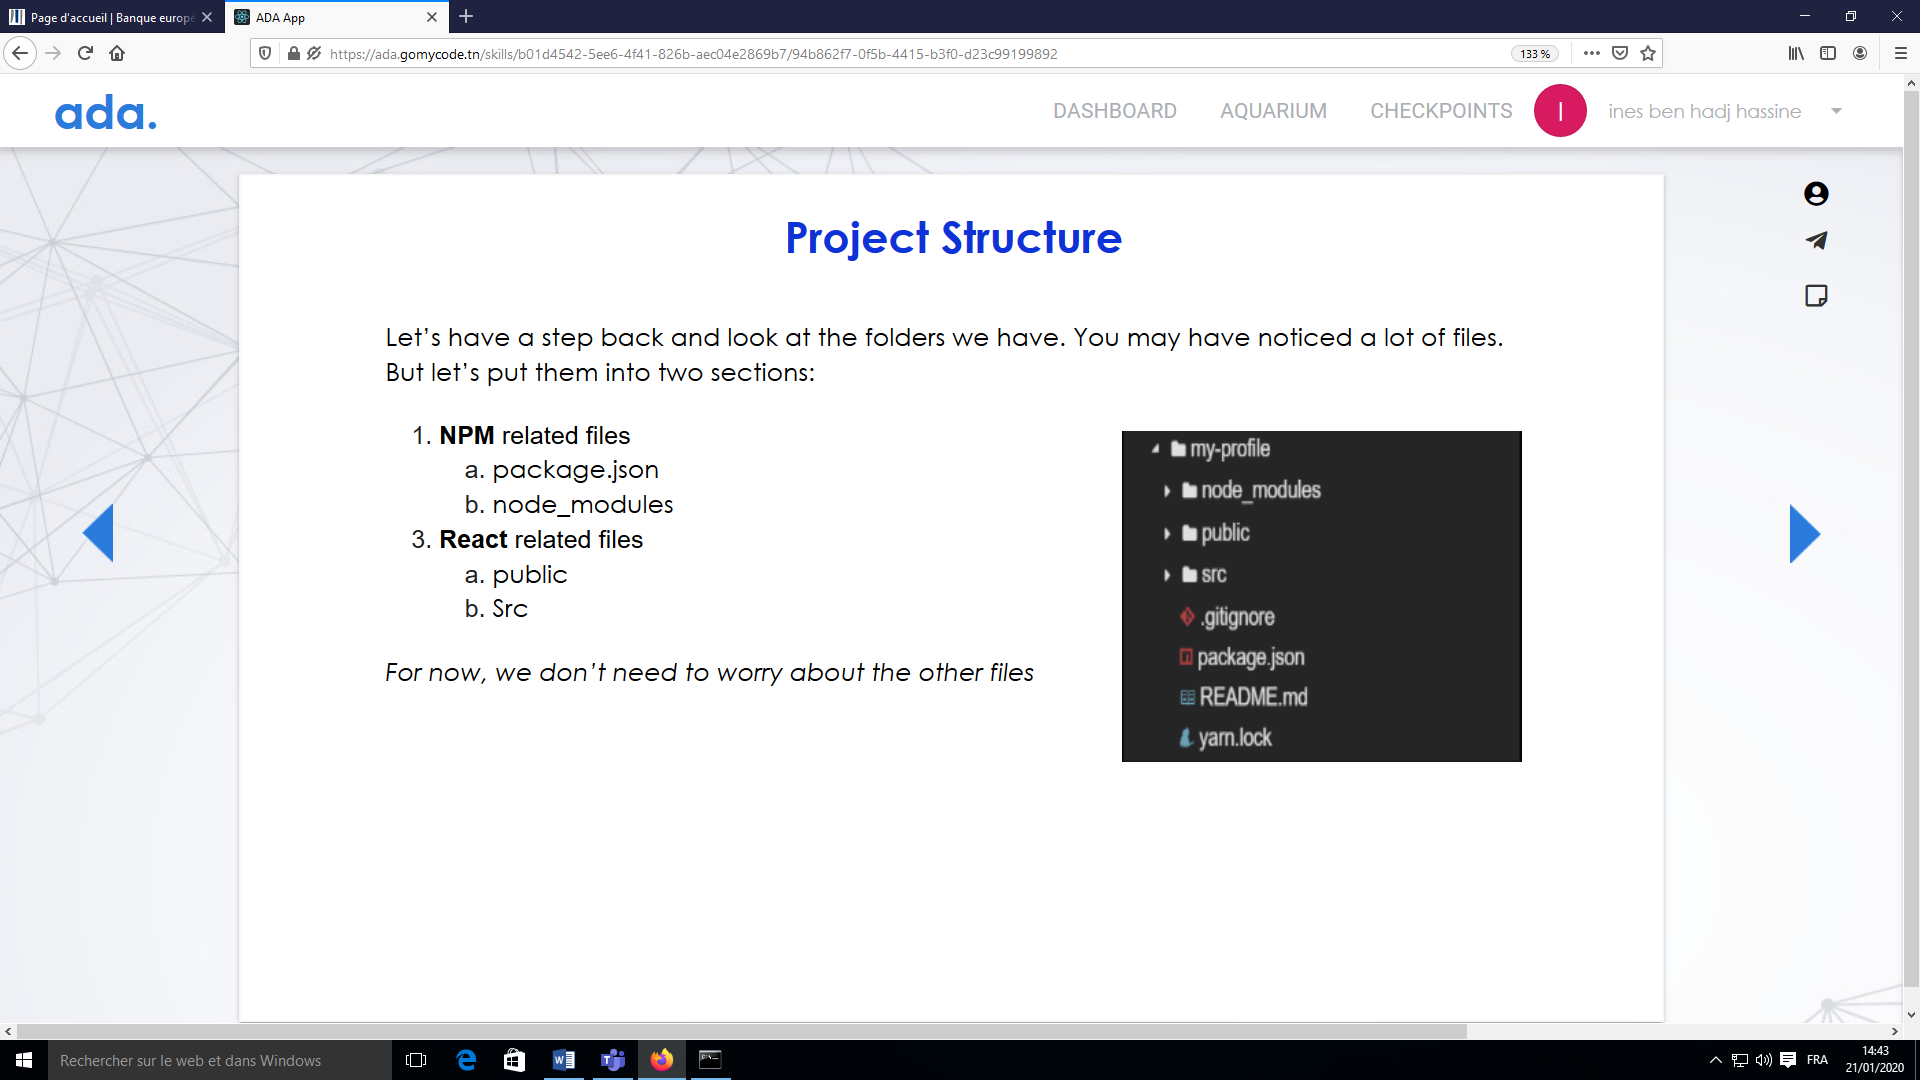 Page d'accueil | Banque europé
ADA App
https://ada.gomycode.tn/skills/b01d4542-5ee6-4f41-826b-aec04e2869b7/94b862f7-0f5b-4415-b3f0-d23c99199892
133 %
ada.
DASHBOARD
AQUARIUM
CHECKPOINTS
I
ines ben hadj hassine
Project Structure
Let’s have a step back and look at the folders we have. You may have noticed a lot of files.
But let’s put them into two sections:
1. NPM related files
a. package.json
b. node_modules
3. React related files
a. public
b. Src
For now, we don’t need to worry about the other files
my-profile
node_modules
public
src
.gitignore
package.json
README.md
yarn.lock
Rechercher sur le web et dans Windows
FRA
14:43
21/01/2020